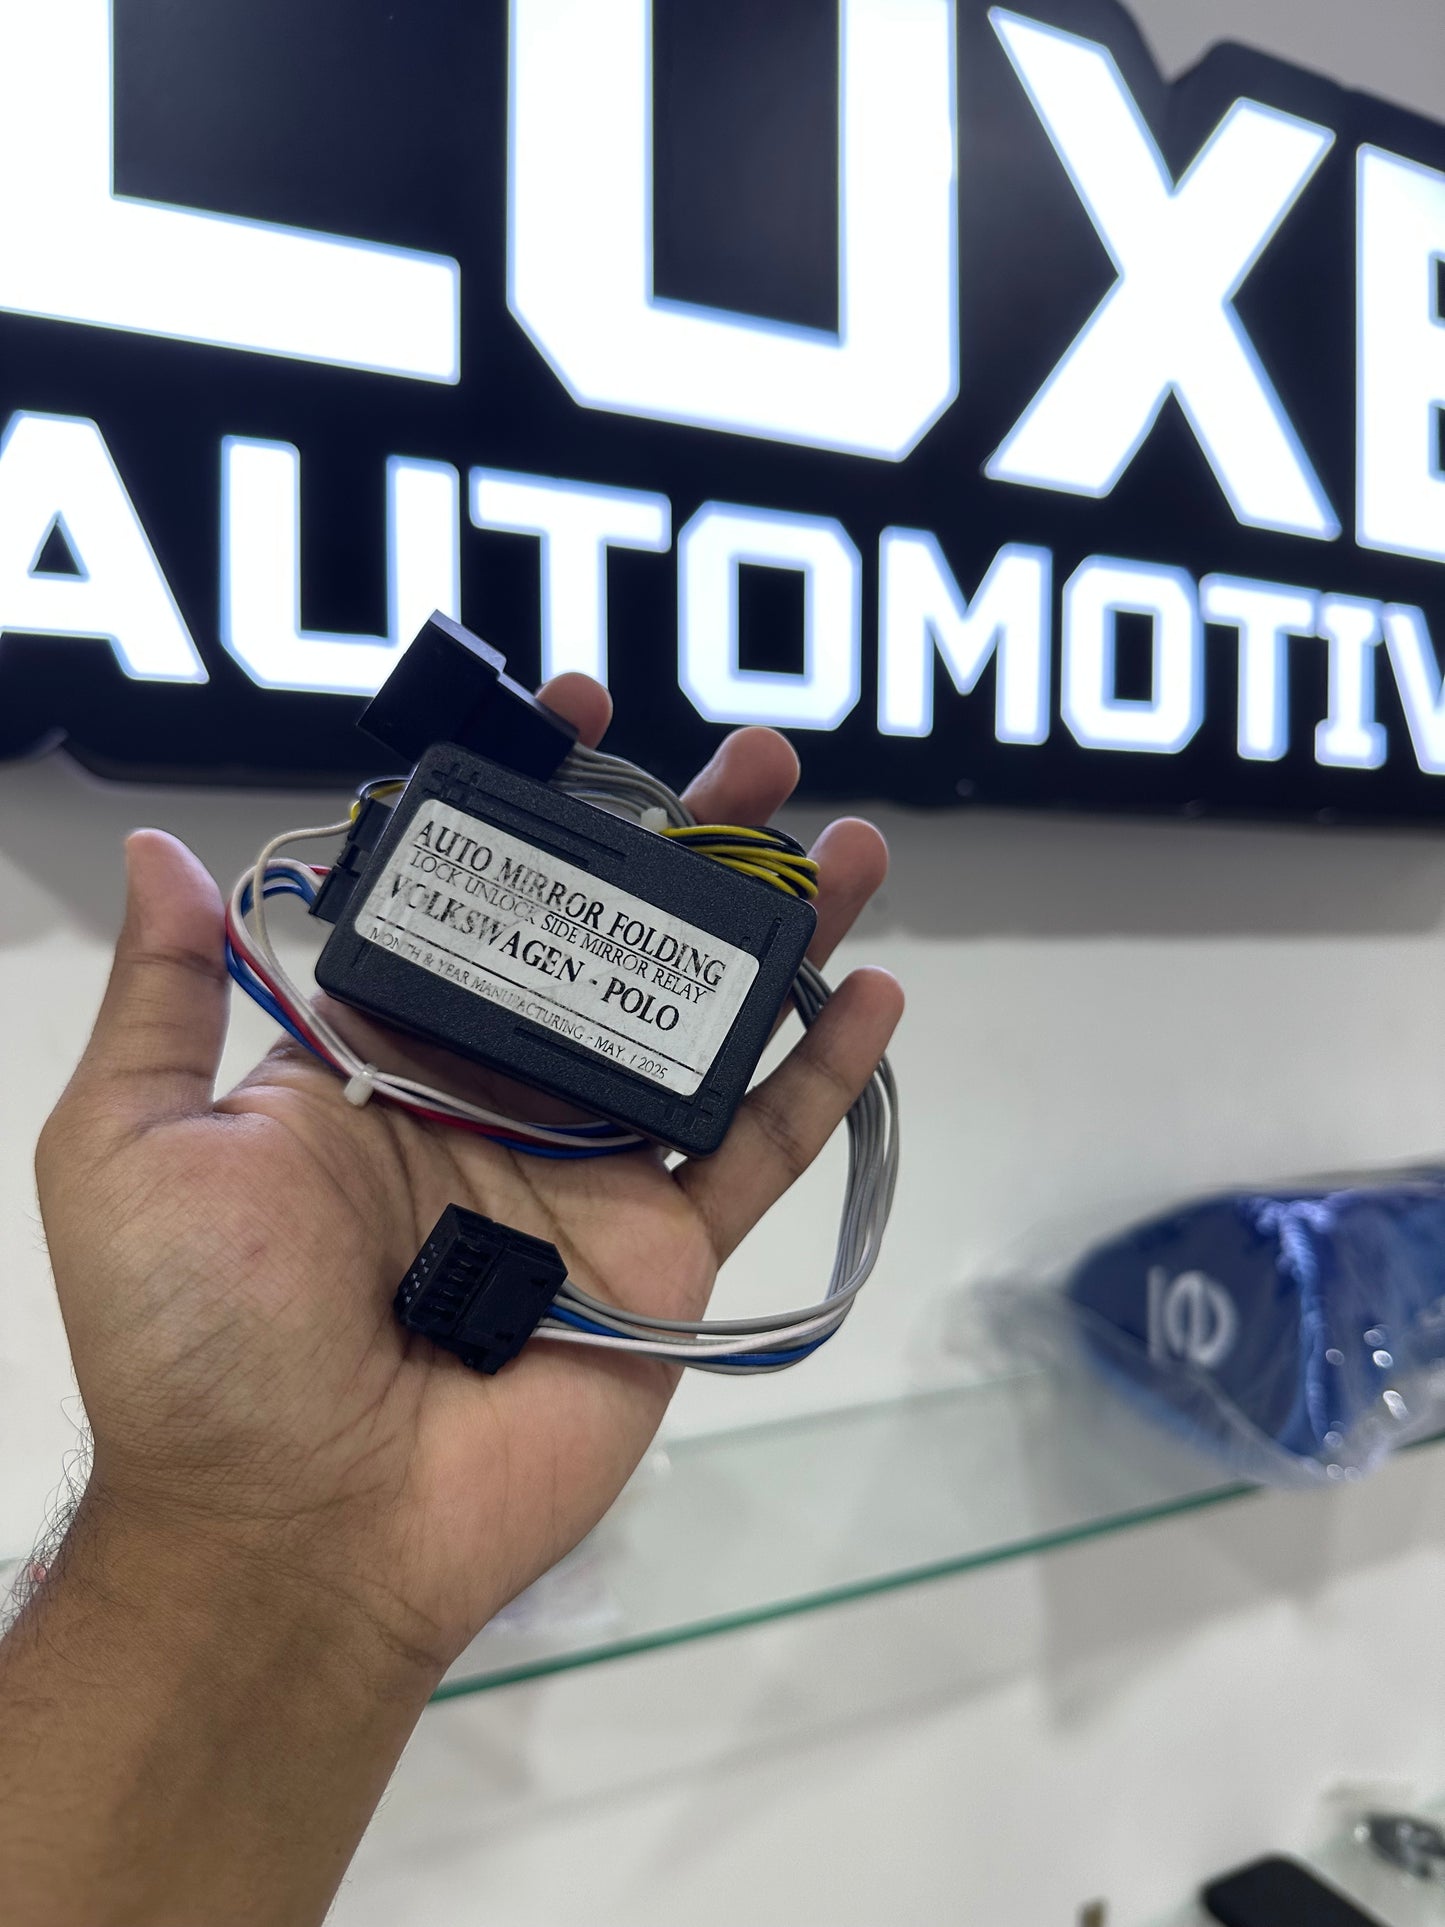 LUXE
AUTOMOTIV
AUTO MIRROR FOLDING
LOCK UNLOCK SIDE MIRROR RELAY
VOLKSWAGEN - POLO
MONTH & YEAR MANUFACTURING - MAY. / 2025
e